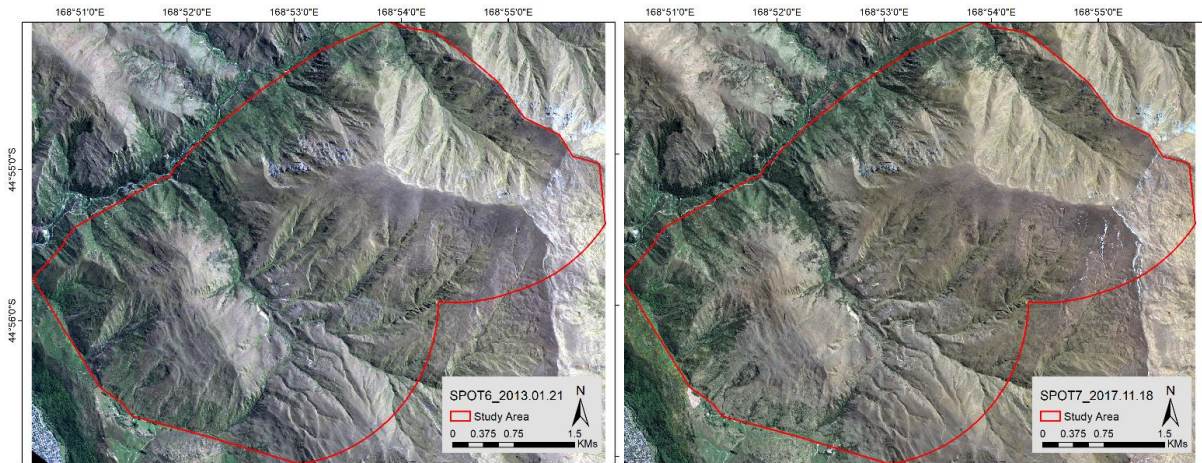 168°51'0"E 168°52'0"E 168°53'0"E 168°54'0"E 168°55'0"E
168°51'0"E 168°52'0"E 168°53'0"E 168°54'0"E 168°55'0"E
44°55'0"S
44°56'0"S
SPOT6_2013.01.21
N
Study Area
0 0.375 0.75 1.5
KMs
SPOT7_2017.11.18
N
Study Area
0 0.375 0.75 1.5
KMs